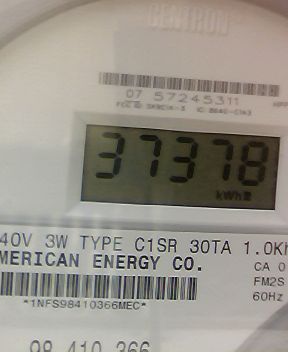 CENTRON
07 57245311
37378
kWh
40V 3W TYPE C1SR 30TA 1.0Kh
MERICAN ENERGY CO.
CA 0
FM2S
60Hz
*1NFS98410366MEC*
98 410 366